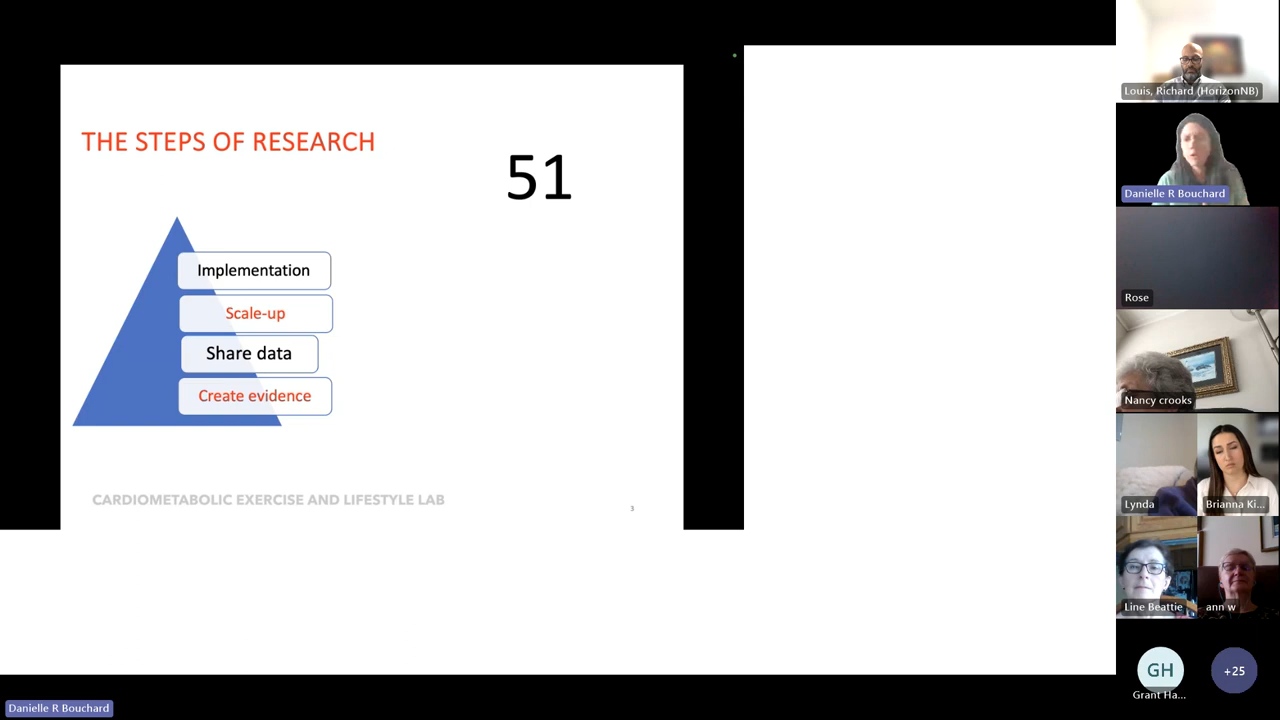 THE STEPS OF RESEARCH
51
Implementation
Scale-up
Share data
Create evidence
CARDIOMETABOLIC EXERCISE AND LIFESTYLE LAB
3
Louis, Richard (HorizonNB)
Danielle R Bouchard
Rose
Nancy crooks
Lynda
Brianna Ki...
Line Beattie
ann w
GH
Grant Ha...
+25
Danielle R Bouchard